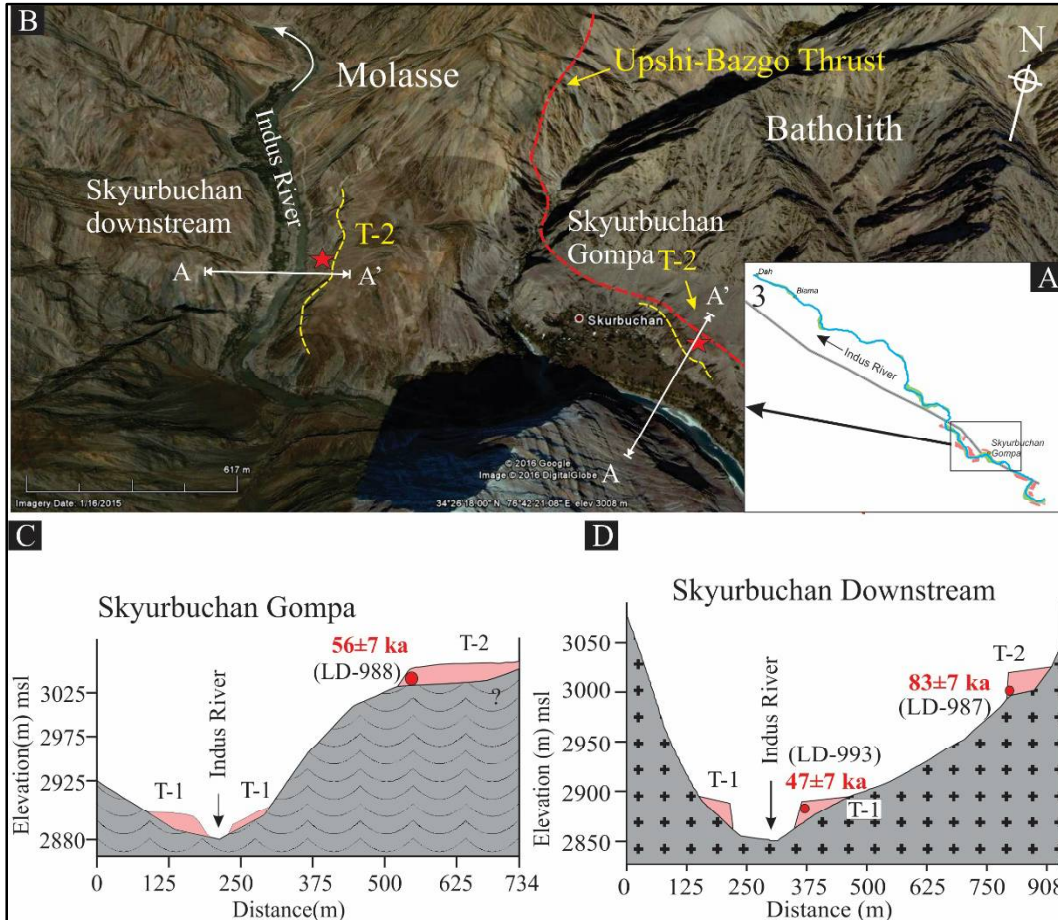 B
Molasse
Upshi-Bazgo Thrust
N
Batholith
Indus River
Skyurbuchan
downstream
T-2
A
A'
Skyurbuchan
Gompa
T-2
A'
Skurbuchan
A
617 m
Imagery Date: 1/16/2015
© 2016 Google
Image © 2016 DigitalGlobe
34°26'18.00" N, 76°42'21.08" E, elev 3008 m
A
Dah
Biama
3
Indus River
Skyurbuchan
Gompa
C
Skyurbuchan Gompa
56±7 ka
(LD-988)
T-2
?
Indus River
T-1
T-1
Elevation(m) msl
3025
2975
2925
2880
0
125
250
375
500
625
734
Distance(m)
D
Skyurbuchan Downstream
T-2
83±7 ka
(LD-987)
Indus River
(LD-993)
47±7 ka
T-1
T-1
Elevation (m) msl
3050
3000
2950
2900
2850
0
125
250
375
500
625
750
908
Distance (m)